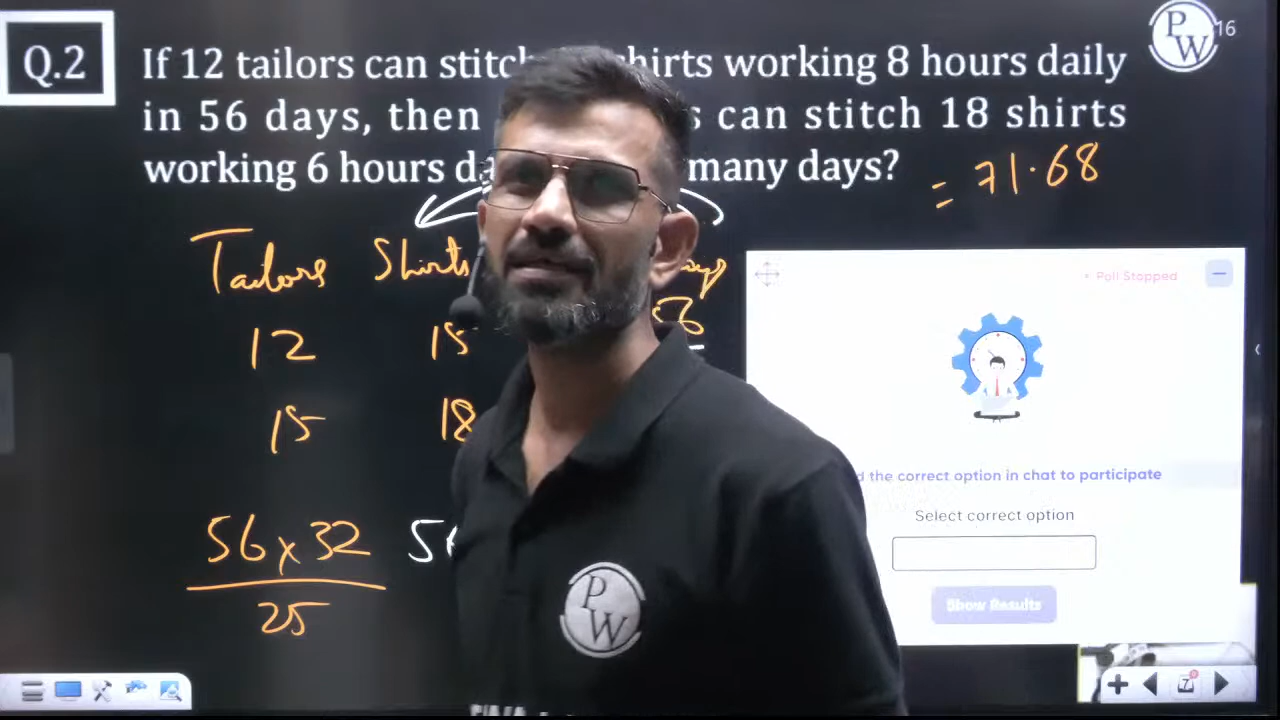 Q.2
If 12 tailors can stitch shirts working 8 hours daily
in 56 days, then can stitch 18 shirts
working 6 hours many days?
= 71.68
PW
16
Tailors Shirts
12 15
15 18
56 x 32
25
Poll Stopped
the correct option in chat to participate
Select correct option
Show Results
PW
7